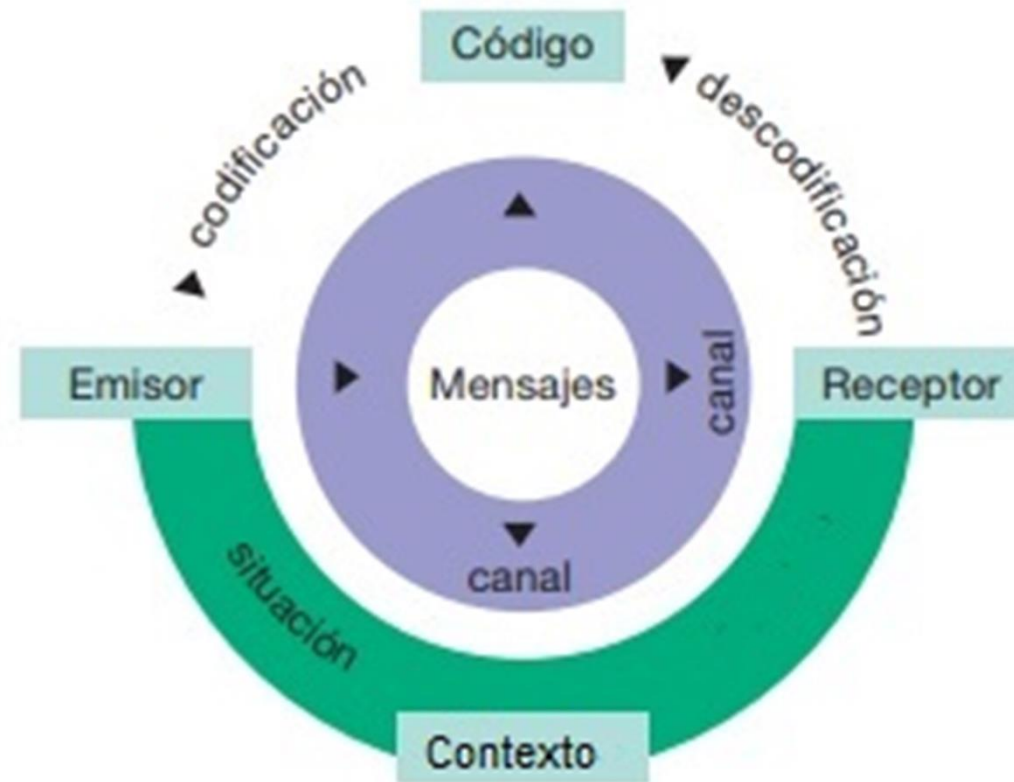 Código
codificación
descodificación
Emisor
Mensajes
canal
Receptor
canal
situación
Contexto